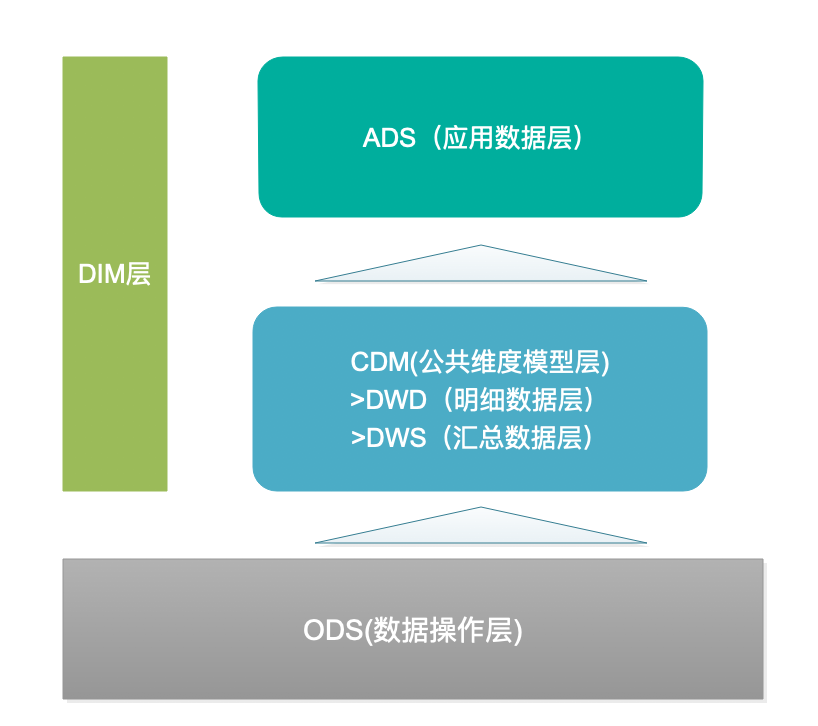 ADS（应用数据层）
DIM层
CDM(公共维度模型层)
>DWD（明细数据层）
>DWS（汇总数据层）
ODS(数据操作层)